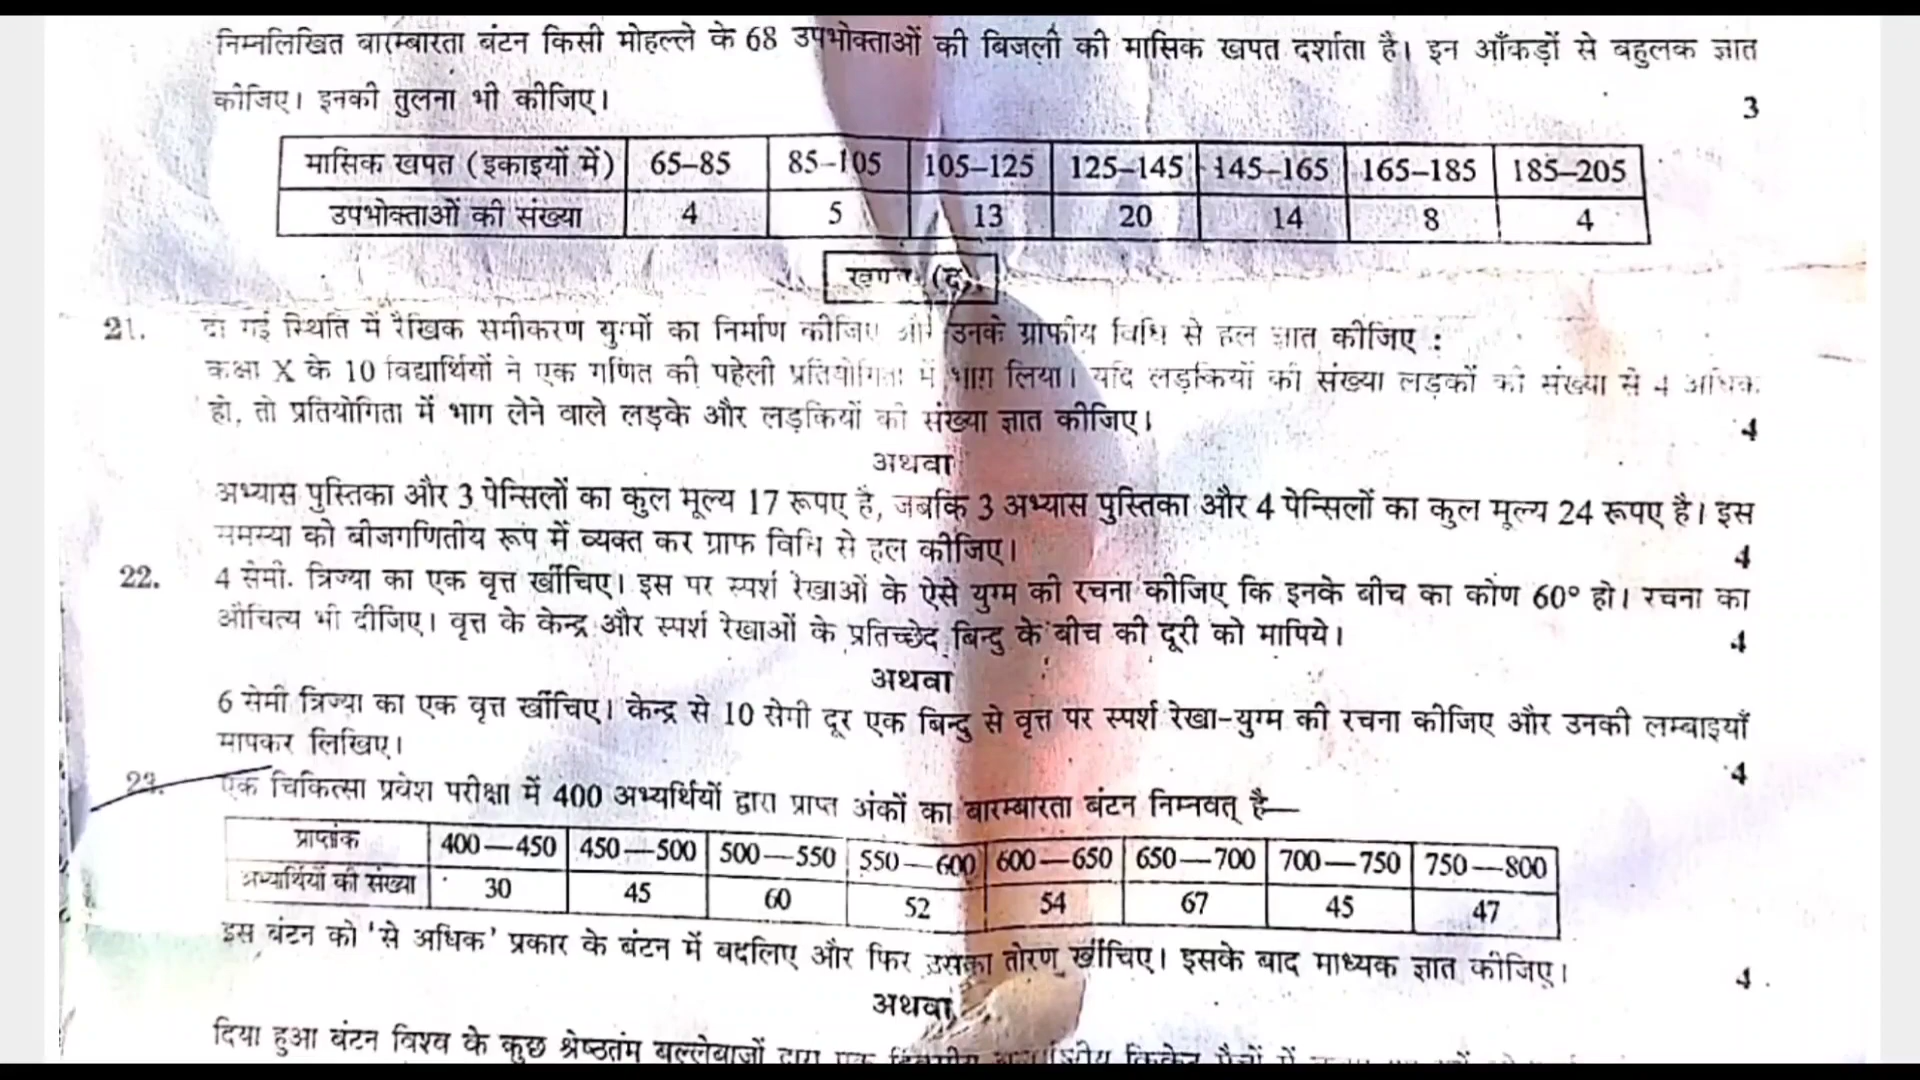 निम्नलिखित बारम्बारता बंटन किसी मोहल्ले के 68 उपभोक्ताओं की बिजली की मासिक खपत दर्शाता है। इन आँकड़ों से बहुलक ज्ञात
कीजिए। इनकी तुलना भी कीजिए। 3
मासिक खपत (इकाइयों में) 65–85 85–105 105–125 125–145 145–165 165–185 185–205
उपभोक्ताओं की संख्या 4 5 13 20 14 8 4
(द)
21. दी गई स्थिति में रैखिक समीकरण युग्मों का निर्माण कीजिए और उनके ग्राफीय विधि से हल ज्ञात कीजिए :
कक्षा X के 10 विद्यार्थियों ने एक गणित की पहेली प्रतियोगिता में भाग लिया। यदि लड़कियों की संख्या लड़कों की संख्या से 4 अधिक
हो, तो प्रतियोगिता में भाग लेने वाले लड़के और लड़कियों की संख्या ज्ञात कीजिए। 4
अथवा
अभ्यास पुस्तिका और 3 पेन्सिलों का कुल मूल्य 17 रूपए है, जबकि 3 अभ्यास पुस्तिका और 4 पेन्सिलों का कुल मूल्य 24 रूपए है। इस
समस्या को बीजगणितीय रूप में व्यक्त कर ग्राफ विधि से हल कीजिए। 4
22. 4 सेमी. त्रिज्या का एक वृत्त खींचिए। इस पर स्पर्श रेखाओं के ऐसे युग्म की रचना कीजिए कि इनके बीच का कोण 60° हो। रचना का
औचित्य भी दीजिए। वृत्त के केन्द्र और स्पर्श रेखाओं के प्रतिच्छेद बिन्दु के बीच की दूरी को मापिये। 4
अथवा
6 सेमी त्रिज्या का एक वृत्त खींचिए। केन्द्र से 10 सेमी दूर एक बिन्दु से वृत्त पर स्पर्श रेखा-युग्म की रचना कीजिए और उनकी लम्बाइयाँ
मापकर लिखिए। 4
23. एक चिकित्सा प्रवेश परीक्षा में 400 अभ्यर्थियों द्वारा प्राप्त अंकों का बारम्बारता बंटन निम्नवत् है—
प्राप्तांक 400—450 450—500 500—550 550—600 600—650 650—700 700—750 750—800
अभ्यार्थियों की संख्या 30 45 60 52 54 67 45 47
इस बंटन को 'से अधिक' प्रकार के बंटन में बदलिए और फिर उसका तोरण खींचिए। इसके बाद माध्यक ज्ञात कीजिए। 4
अथवा
दिया हुआ बंटन विश्व के कुछ श्रेष्ठतम बल्लेबाजों द्वारा एक